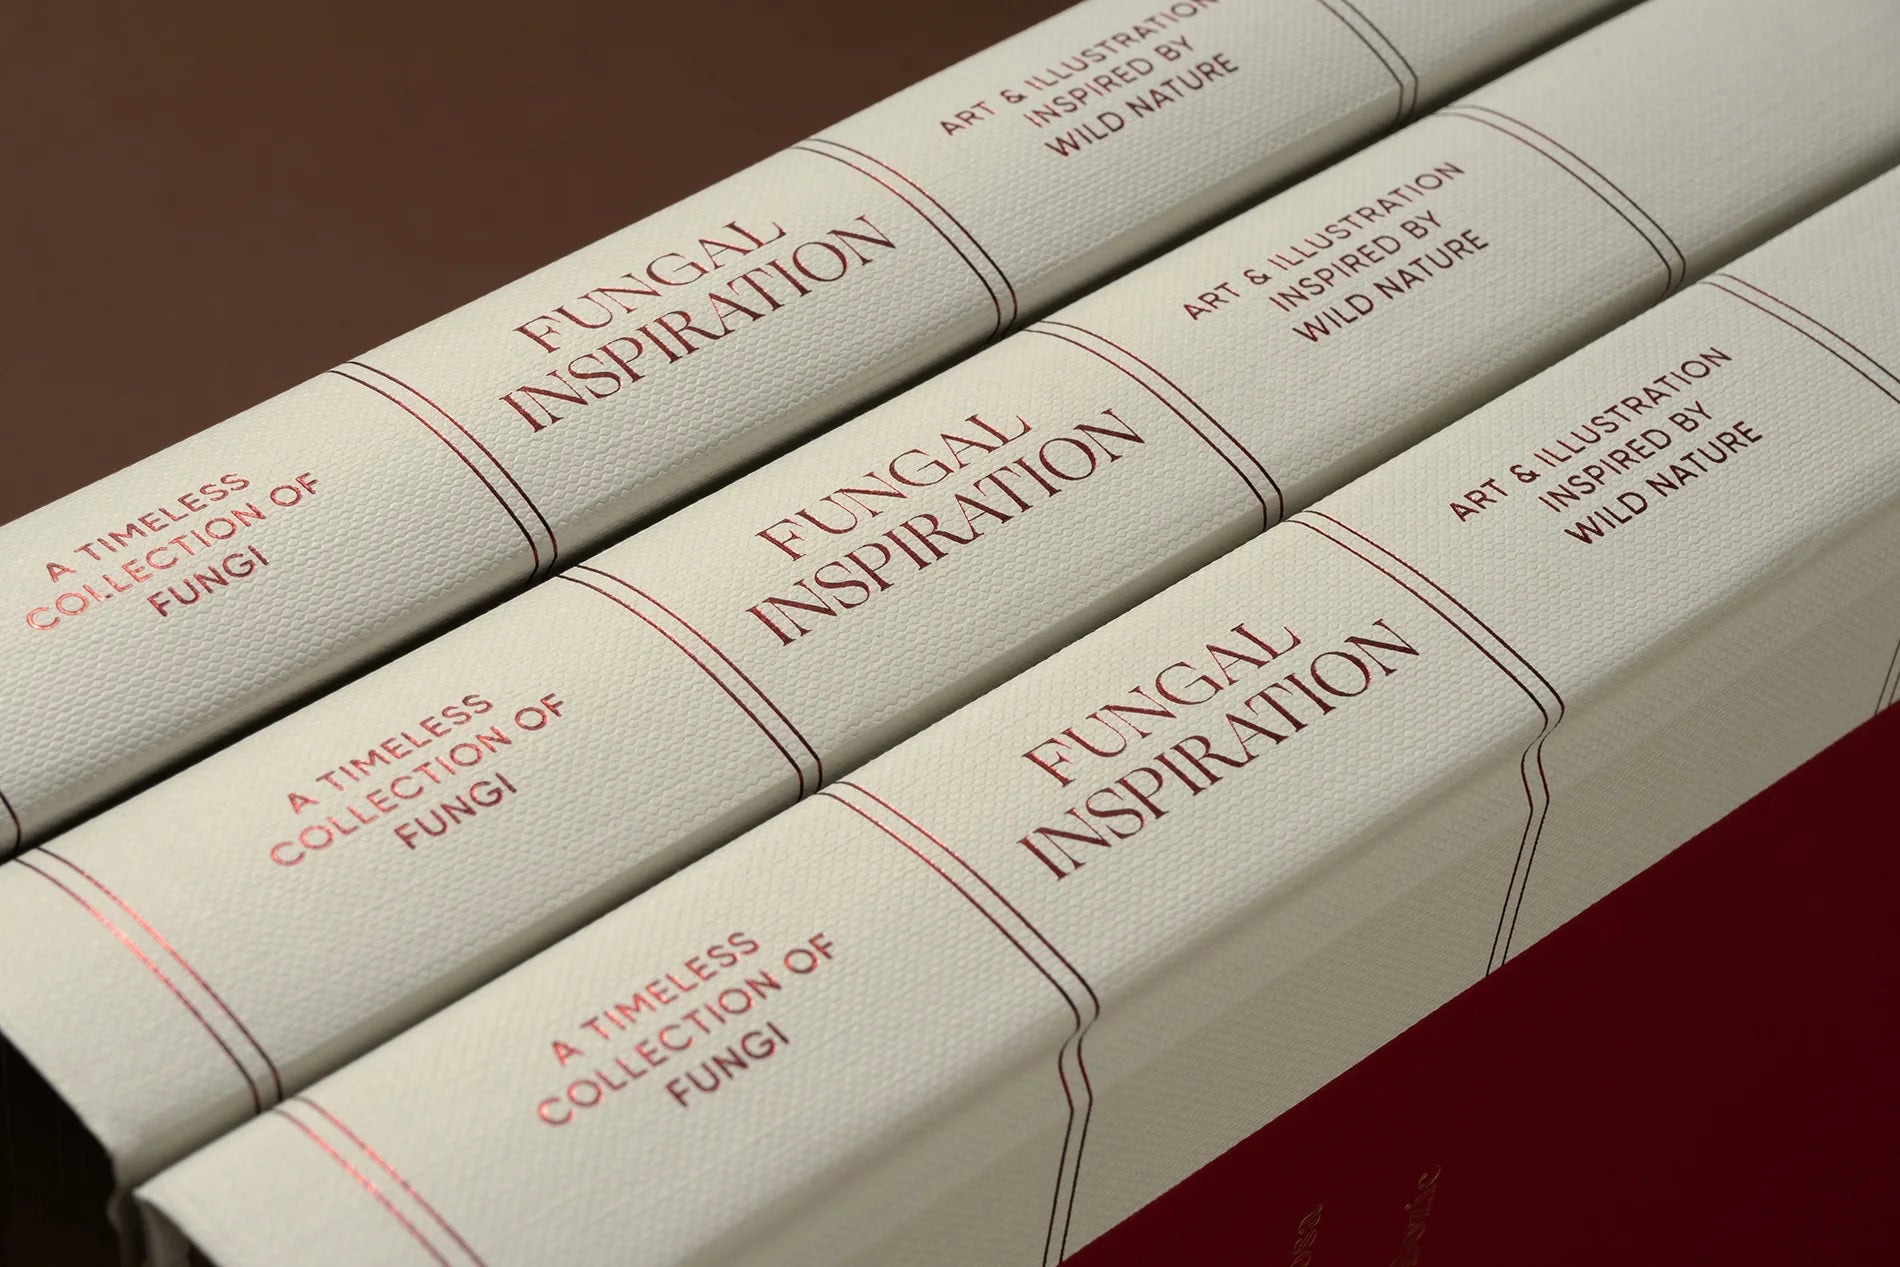 ART & ILLUSTRATION
INSPIRED BY
WILD NATURE
FUNGAL
INSPIRATION
A TIMELESS
COLLECTION OF
FUNGI
ART & ILLUSTRATION
INSPIRED BY
WILD NATURE
FUNGAL
INSPIRATION
A TIMELESS
COLLECTION OF
FUNGI
ART & ILLUSTRATION
INSPIRED BY
WILD NATURE
FUNGAL
INSPIRATION
A TIMELESS
COLLECTION OF
FUNGI